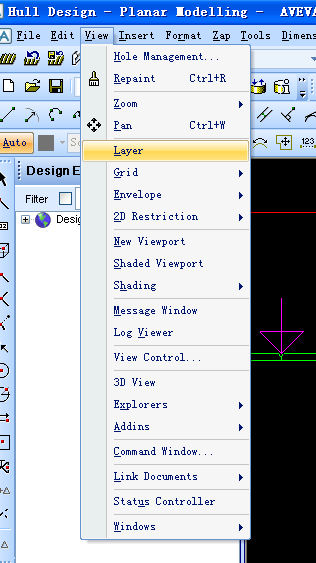 Hull Design - Planar Modelling - AVEVA
File Edit View Insert Format Zap Tools Dimens
Hole Management...
Repaint Ctrl+R
Zoom
Pan Ctrl+W
Auto
Layer
123
Grid
Design E
Envelope
Filter
2D Restriction
Desig
New Viewport
Shaded Viewport
Shading
Message Window
Log Viewer
View Control...
3D View
Explorers
Addins
Command Window...
Link Documents
Status Controller
Windows